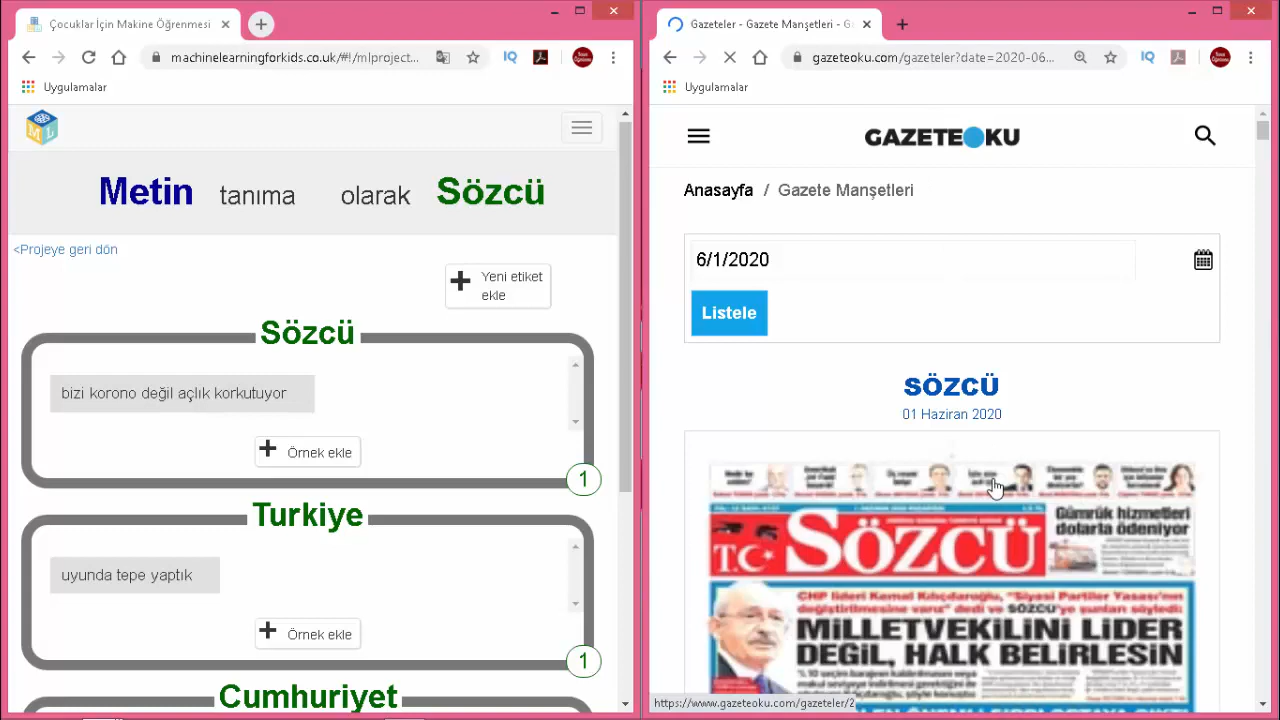 Çocuklar İçin Makine Öğrenmesi
machinelearningforkids.co.uk/#!/mlproject...
Uygulamalar
ML
Metin tanıma olarak Sözcü
<Projeye geri dön
Yeni etiket
ekle
Sözcü
bizi korono değil açlık korkutuyor
Örnek ekle
1
Turkiye
uyunda tepe yaptık
Örnek ekle
1
Cumhuriyet
Gazeteler - Gazete Manşetleri - G
gazeteoku.com/gazeteler?date=2020-06...
Uygulamalar
GAZETEOKU
Anasayfa / Gazete Manşetleri
6/1/2020
Listele
sözcü
01 Haziran 2020
Gümrük hizmetleri
dolarla ödeniyor
T.C. SÖZCÜ
CHP lideri Kemal Kılıçdaroğlu, "Siyasi Partiler Yasası'nın
değiştirilmesine varız" dedi ve SÖZCÜ'ye şunları söyledi:
MİLLETVEKİLİNİ LİDER
DEĞİL, HALK BELİRLESİN
https://www.gazeteoku.com/gazeteler/2